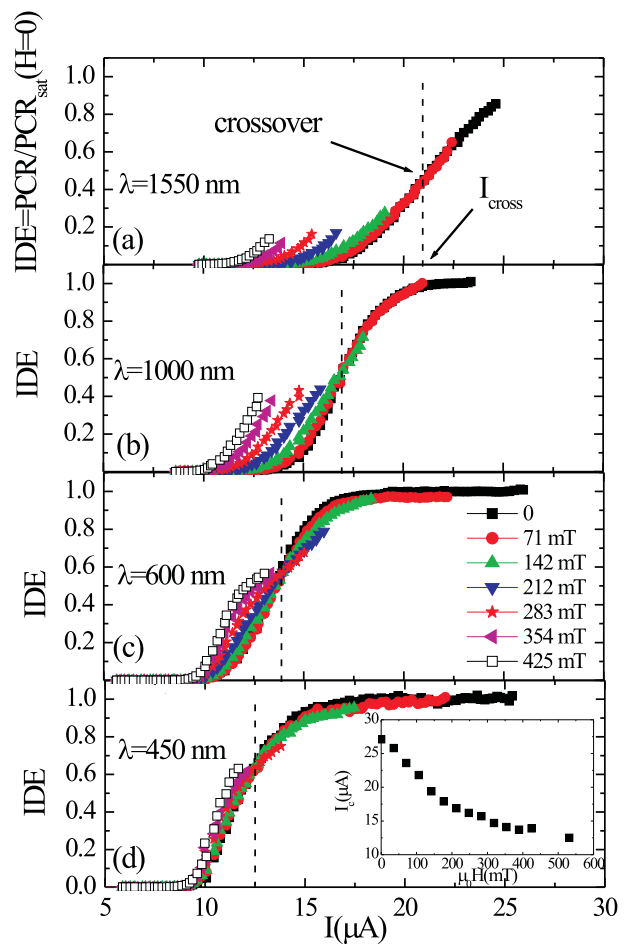 IDE=PCR/PCR_sat(H=0)
1.0
0.8
0.6
0.4
0.2
crossover
λ=1550 nm
I_cross
(a)
IDE
1.0
0.8
0.6
0.4
0.2
λ=1000 nm
(b)
IDE
1.0
0.8
0.6
0.4
0.2
λ=600 nm
(c)
0
71 mT
142 mT
212 mT
283 mT
354 mT
425 mT
IDE
1.0
0.8
0.6
0.4
0.2
0.0
λ=450 nm
(d)
I_c(μA)
30
25
20
15
10
0 100 200 300 400 500 600
μ_0H(mT)
5 10 15 20 25 30
I(μA)